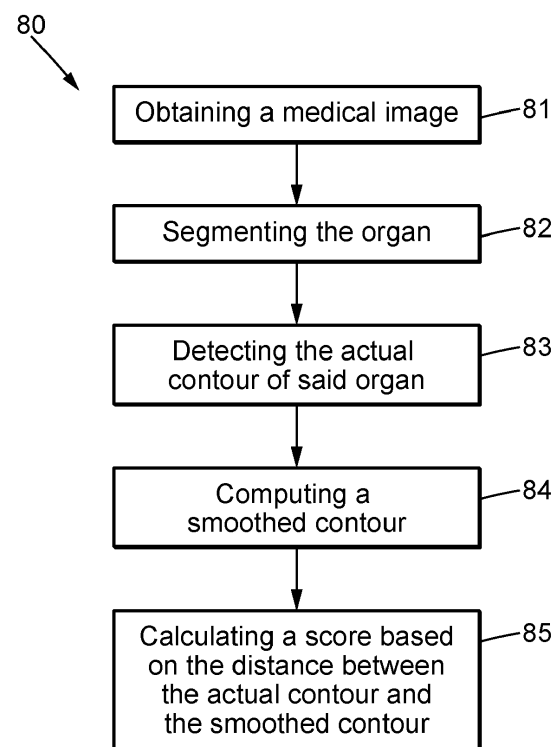 80
Obtaining a medical image
81
Segmenting the organ
82
Detecting the actual
contour of said organ
83
Computing a
smoothed contour
84
Calculating a score based
on the distance between
the actual contour and
the smoothed contour
85